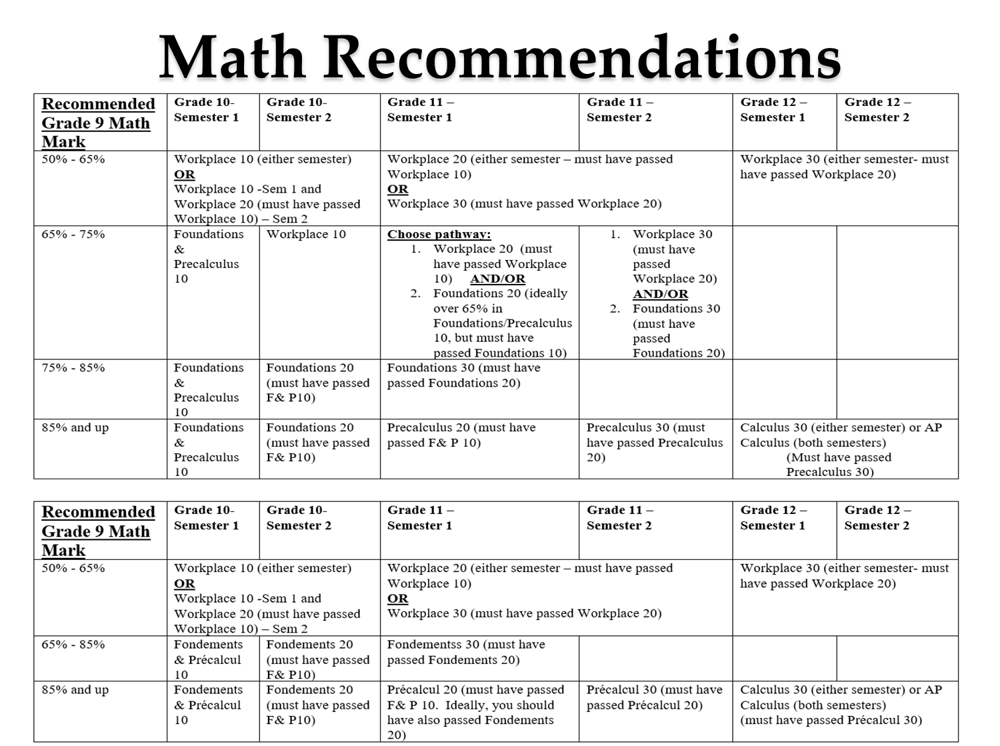 Math Recommendations
Recommended
Grade 9 Math
Mark
Grade 10-
Semester 1
Grade 10-
Semester 2
Grade 11 –
Semester 1
Grade 11 –
Semester 2
Grade 12 –
Semester 1
Grade 12 –
Semester 2
50% - 65%
Workplace 10 (either semester)
OR
Workplace 10 -Sem 1 and
Workplace 20 (must have passed
Workplace 10) – Sem 2
Workplace 20 (either semester – must have passed
Workplace 10)
OR
Workplace 30 (must have passed Workplace 20)
Workplace 30 (either semester- must
have passed Workplace 20)
65% - 75%
Foundations
&
Precalculus
10
Workplace 10
Choose pathway:
1. Workplace 20 (must
have passed Workplace
10) AND/OR
2. Foundations 20 (ideally
over 65% in
Foundations/Precalculus
10, but must have
passed Foundations 10)
1. Workplace 30
(must have
passed
Workplace 20)
AND/OR
2. Foundations 30
(must have
passed
Foundations 20)
75% - 85%
Foundations
&
Precalculus
10
Foundations 20
(must have passed
F& P10)
Foundations 30 (must have
passed Foundations 20)
85% and up
Foundations
&
Precalculus
10
Foundations 20
(must have passed
F& P10)
Precalculus 20 (must have
passed F& P 10)
Precalculus 30 (must
have passed Precalculus
20)
Calculus 30 (either semester) or AP
Calculus (both semesters)
(Must have passed
Precalculus 30)
Recommended
Grade 9 Math
Mark
Grade 10-
Semester 1
Grade 10-
Semester 2
Grade 11 –
Semester 1
Grade 11 –
Semester 2
Grade 12 –
Semester 1
Grade 12 –
Semester 2
50% - 65%
Workplace 10 (either semester)
OR
Workplace 10 -Sem 1 and
Workplace 20 (must have passed
Workplace 10) – Sem 2
Workplace 20 (either semester – must have passed
Workplace 10)
OR
Workplace 30 (must have passed Workplace 20)
Workplace 30 (either semester- must
have passed Workplace 20)
65% - 85%
Fondements
& Précalcul
10
Fondements 20
(must have passed
F& P10)
Fondementss 30 (must have
passed Fondements 20)
85% and up
Fondements
& Précalcul
10
Fondements 20
(must have passed
F& P10)
Précalcul 20 (must have passed
F& P 10. Ideally, you should
have also passed Fondements
20)
Précalcul 30 (must have
passed Précalcul 20)
Calculus 30 (either semester) or AP
Calculus (both semesters)
(must have passed Précalcul 30)